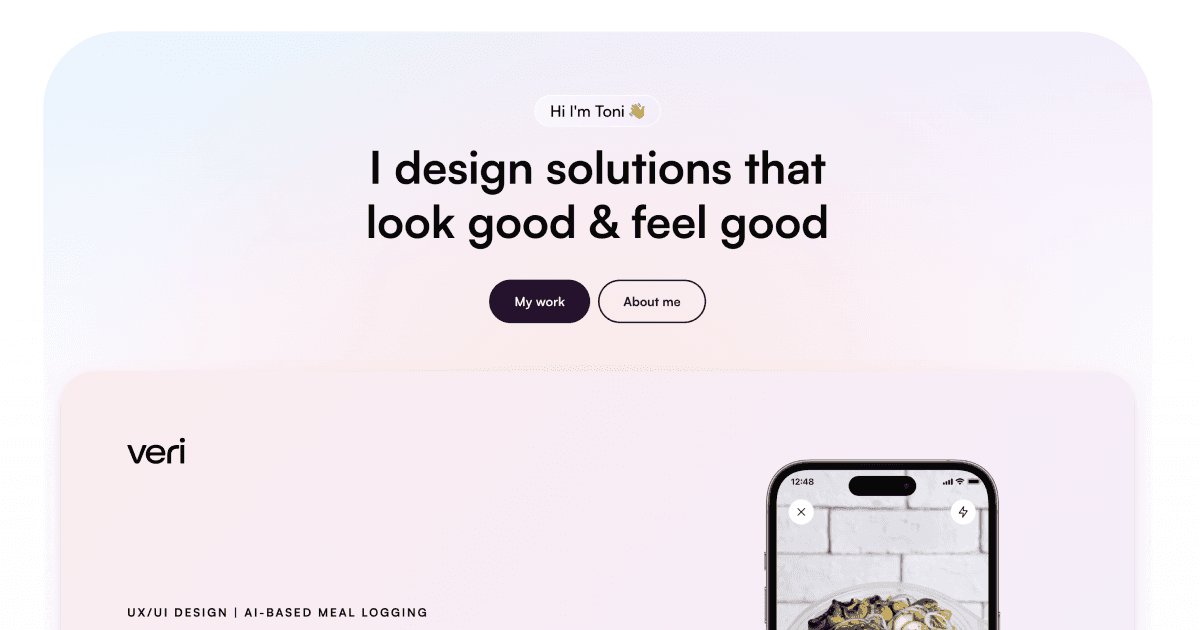 Hi I'm Toni 👋
I design solutions that
look good & feel good
My work
About me
veri
12:48
UX/UI DESIGN | AI-BASED MEAL LOGGING